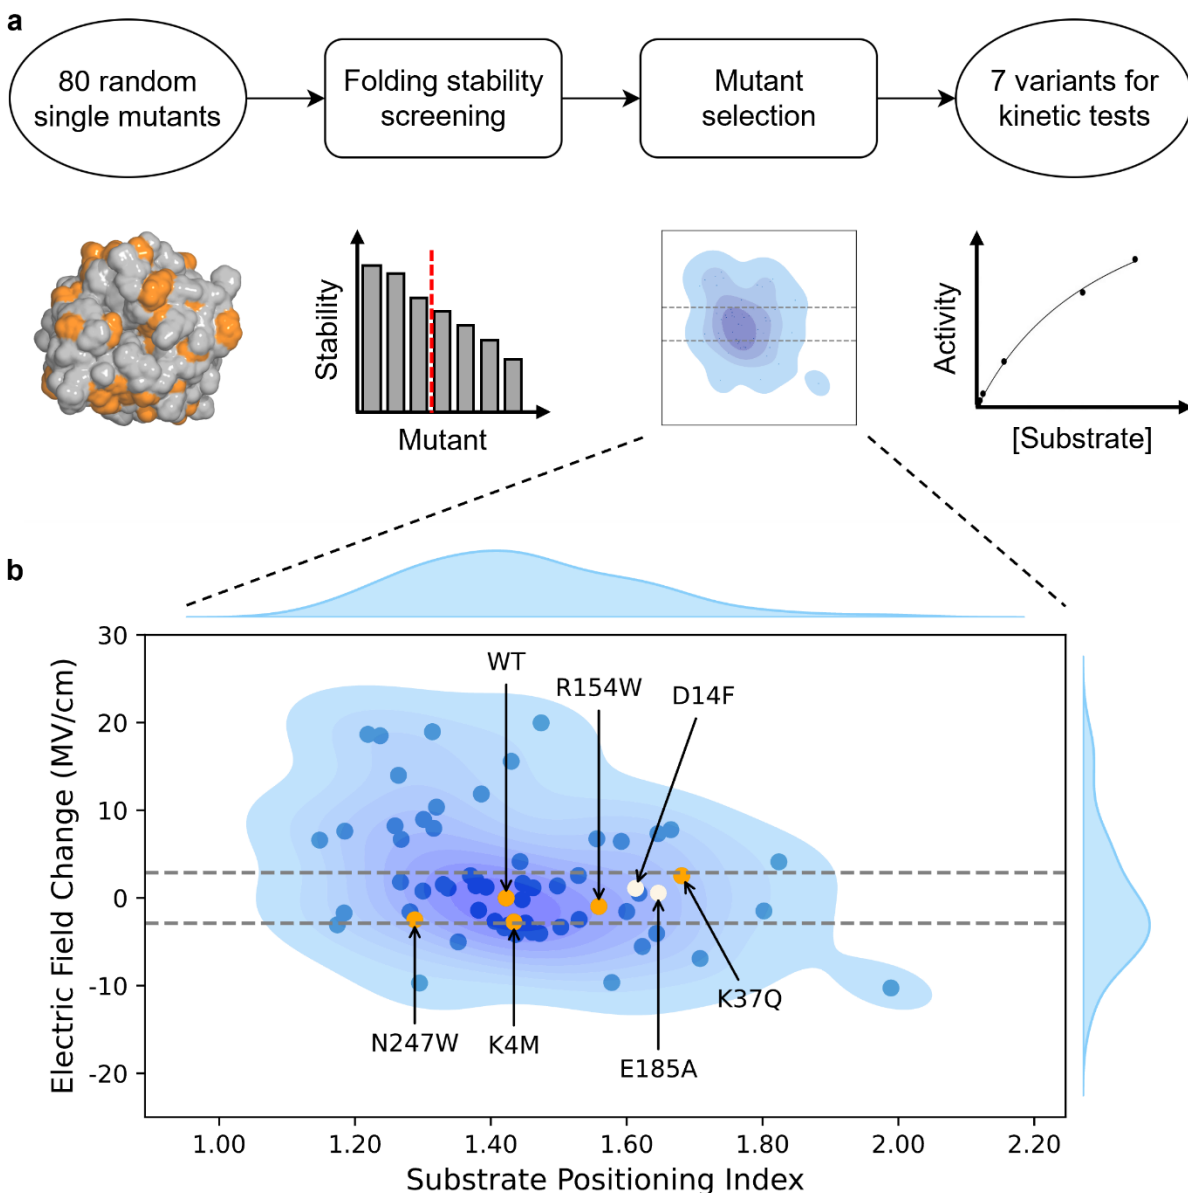 a
80 random
single mutants
Folding stability
screening
Mutant
selection
7 variants for
kinetic tests
Stability
Mutant
Activity
[Substrate]
b
30
20
10
0
-10
-20
Electric Field Change (MV/cm)
WT
R154W
D14F
N247W
K4M
E185A
K37Q
1.00
1.20
1.40
1.60
1.80
2.00
2.20
Substrate Positioning Index